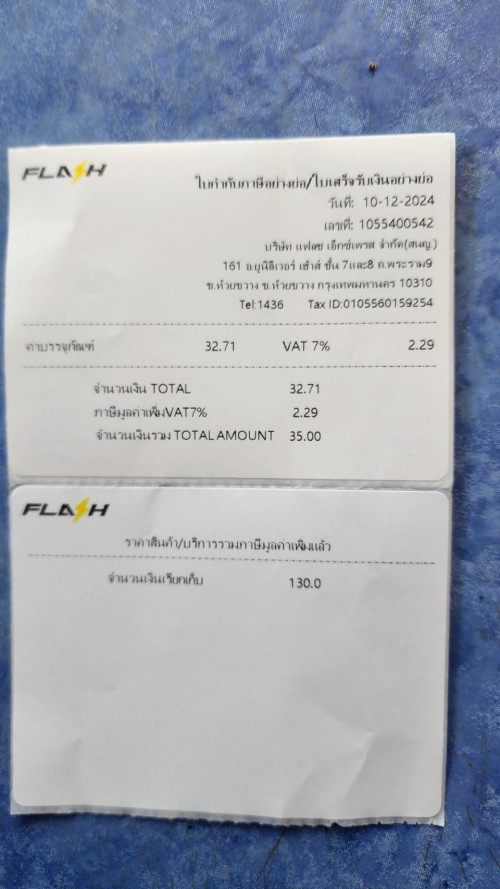 FLASH
ใบกำกับภาษีอย่างย่อ/ใบเสร็จรับเงินอย่างย่อ
วันที่: 10-12-2024
เลขที่: 1055400542
บริษัท แฟลช เอ็กซ์เพรส จำกัด(สนญ.)
161 อ.ยูนิลีเวอร์ เฮ้าส์ ชั้น 7และ8 ถ.พระราม9
ข.ห้วยขวาง ข.ห้วยขวาง กรุงเทพมหานคร 10310
Tel:1436 Tax ID:0105560159254
ค่าบรรจุภัณฑ์ 32.71 VAT 7% 2.29
จำนวนเงิน TOTAL 32.71
ภาษีมูลค่าเพิ่มVAT7% 2.29
จำนวนเงินรวม TOTAL AMOUNT 35.00
FLASH
ราคาสินค้า/บริการรวมภาษีมูลค่าเพิ่มแล้ว
จำนวนเงินเรียกเก็บ 130.0